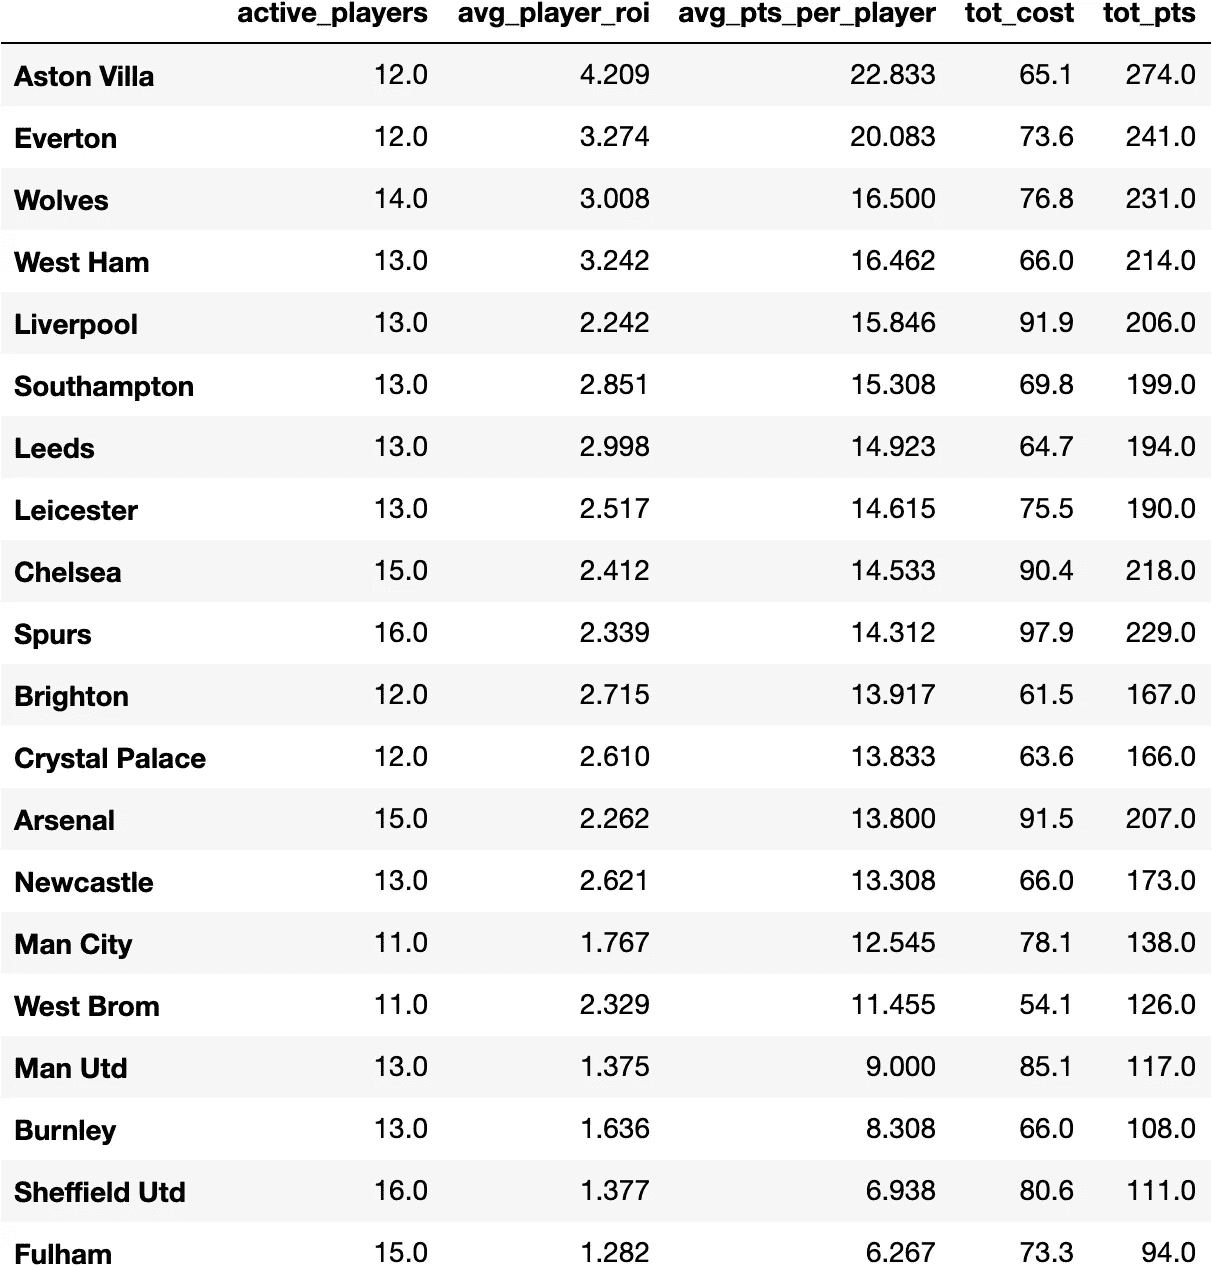 active_players avg_player_roi avg_pts_per_player tot_cost tot_pts
Aston Villa 12.0 4.209 22.833 65.1 274.0
Everton 12.0 3.274 20.083 73.6 241.0
Wolves 14.0 3.008 16.500 76.8 231.0
West Ham 13.0 3.242 16.462 66.0 214.0
Liverpool 13.0 2.242 15.846 91.9 206.0
Southampton 13.0 2.851 15.308 69.8 199.0
Leeds 13.0 2.998 14.923 64.7 194.0
Leicester 13.0 2.517 14.615 75.5 190.0
Chelsea 15.0 2.412 14.533 90.4 218.0
Spurs 16.0 2.339 14.312 97.9 229.0
Brighton 12.0 2.715 13.917 61.5 167.0
Crystal Palace 12.0 2.610 13.833 63.6 166.0
Arsenal 15.0 2.262 13.800 91.5 207.0
Newcastle 13.0 2.621 13.308 66.0 173.0
Man City 11.0 1.767 12.545 78.1 138.0
West Brom 11.0 2.329 11.455 54.1 126.0
Man Utd 13.0 1.375 9.000 85.1 117.0
Burnley 13.0 1.636 8.308 66.0 108.0
Sheffield Utd 16.0 1.377 6.938 80.6 111.0
Fulham 15.0 1.282 6.267 73.3 94.0